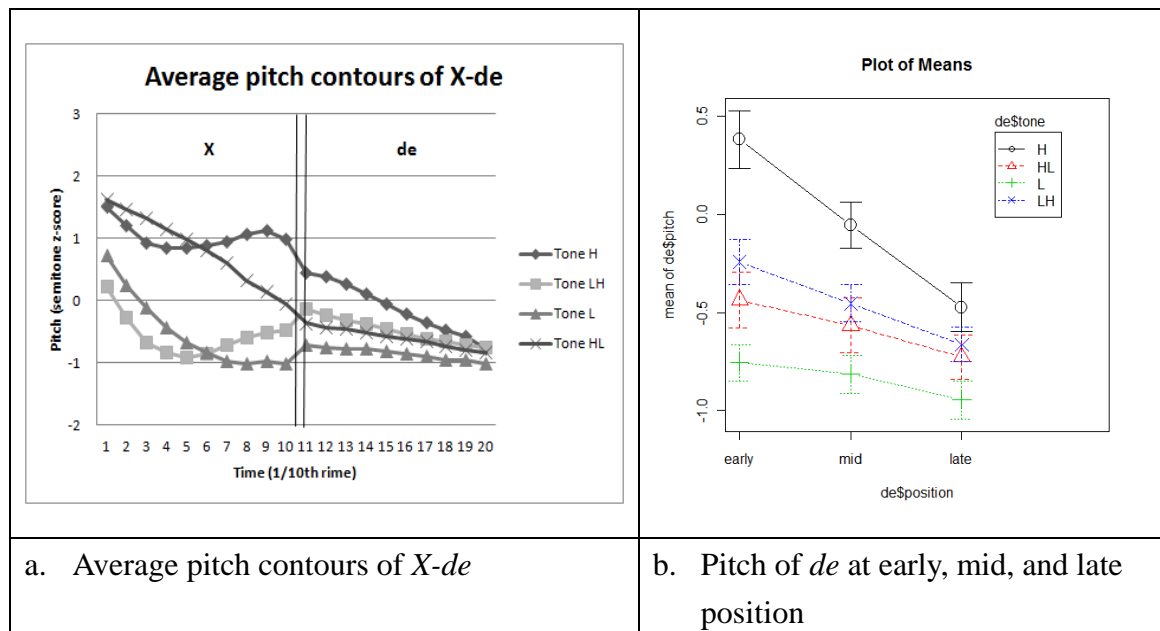 Average pitch contours of X-de
3
2
1
0
-1
-2
Pitch (semitone z-score)
X
de
1 2 3 4 5 6 7 8 9 10 11 12 13 14 15 16 17 18 19 20
Time (1/10th rime)
Tone H
Tone LH
Tone L
Tone HL
Plot of Means
0.5
0.0
-0.5
-1.0
mean of de$pitch
de$tone
H
HL
L
LH
early mid late
de$position
a. Average pitch contours of X-de
b. Pitch of de at early, mid, and late
position